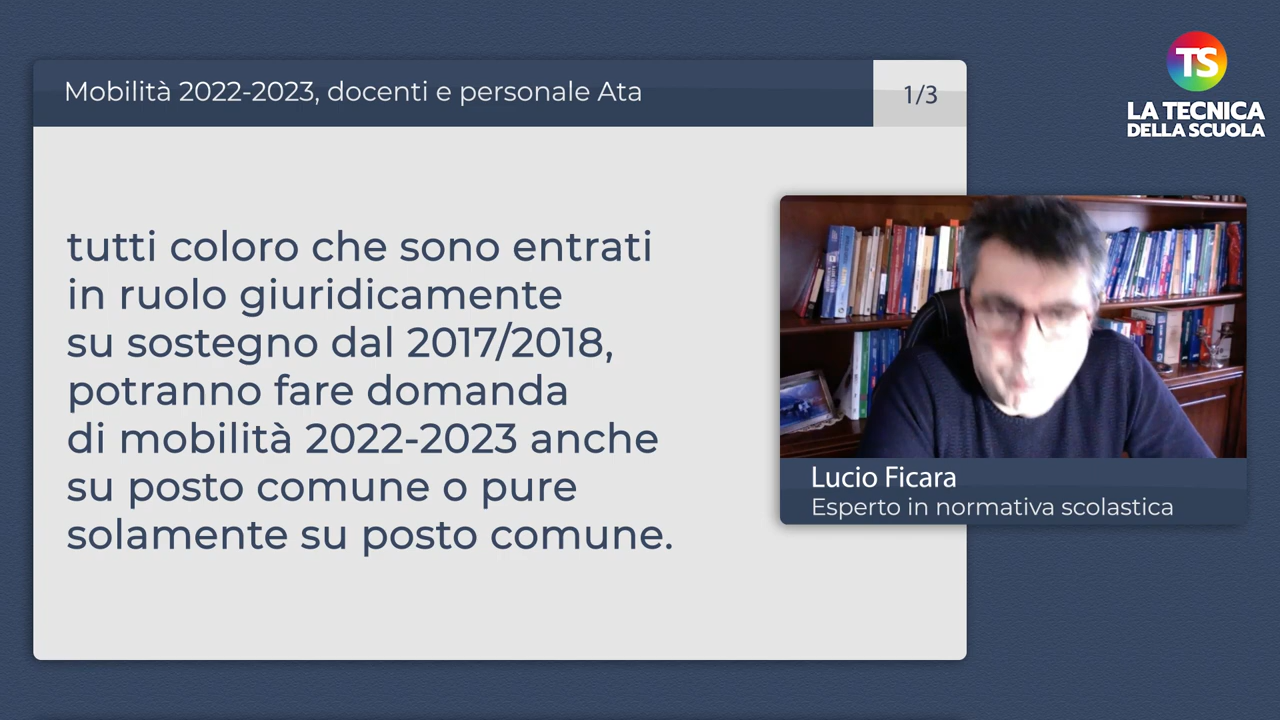 Mobilità 2022-2023, docenti e personale Ata
1/3
TS
LA TECNICA
DELLA SCUOLA
tutti coloro che sono entrati
in ruolo giuridicamente
su sostegno dal 2017/2018,
potranno fare domanda
di mobilità 2022-2023 anche
su posto comune o pure
solamente su posto comune.
Lucio Ficara
Esperto in normativa scolastica